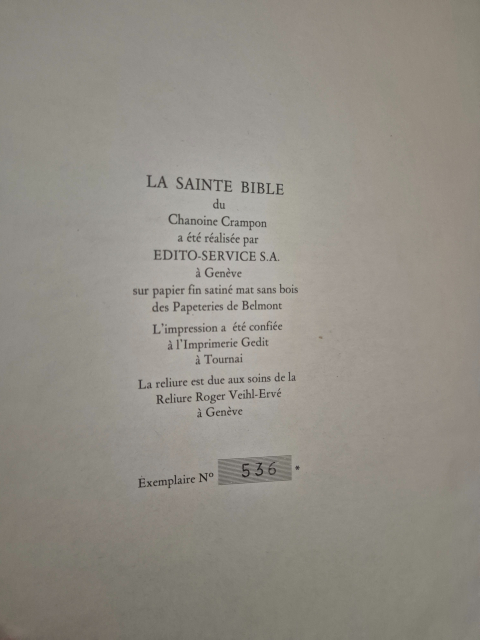 LA SAINTE BIBLE
du
Chanoine Crampon
a été réalisée par
EDITO-SERVICE S.A.
à Genève
sur papier fin satiné mat sans bois
des Papeteries de Belmont
L'impression a été confiée
à l'Imprimerie Gedit
à Tournai
La reliure est due aux soins de la
Reliure Roger Veihl-Ervé
à Genève
Exemplaire Nº 536 *